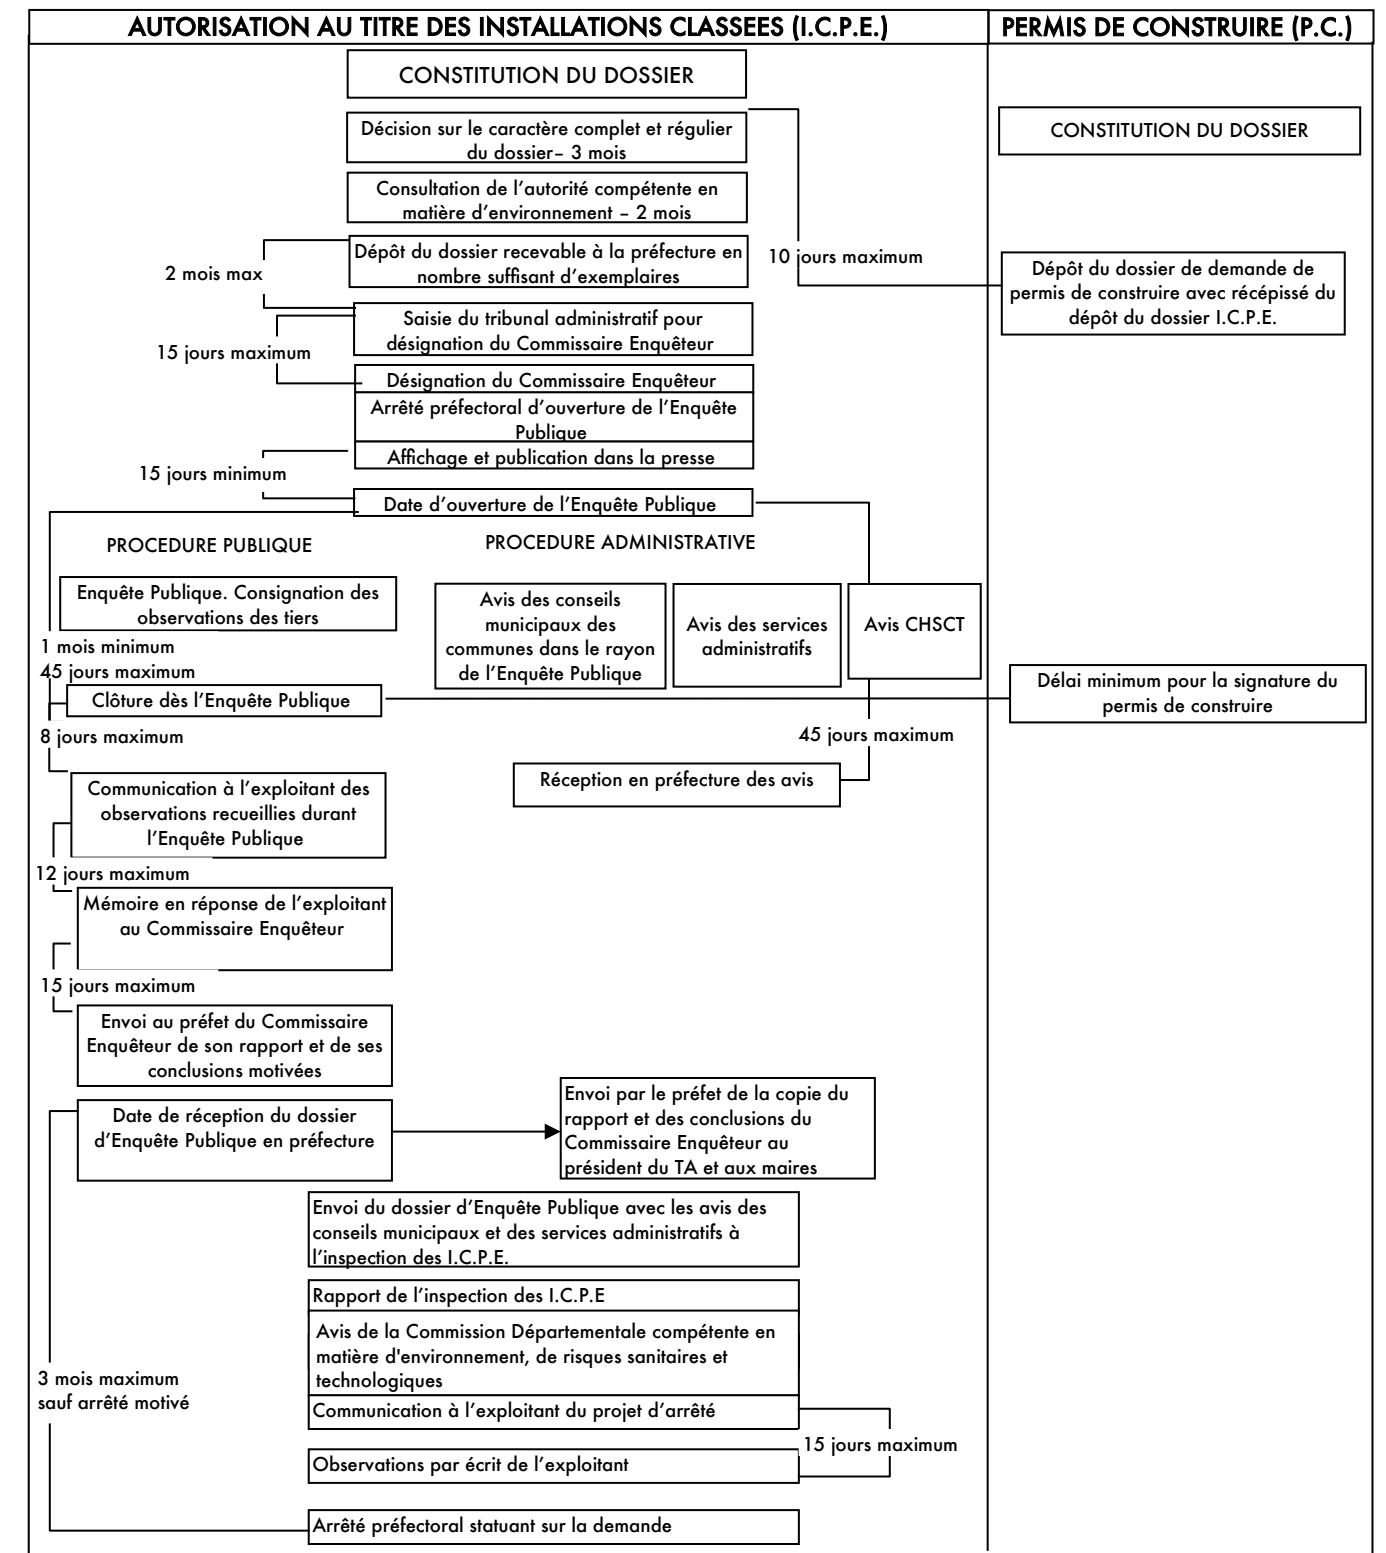 AUTORISATION AU TITRE DES INSTALLATIONS CLASSEES (I.C.P.E.)
PERMIS DE CONSTRUIRE (P.C.)
CONSTITUTION DU DOSSIER
CONSTITUTION DU DOSSIER
Décision sur le caractère complet et régulier
du dossier– 3 mois
Consultation de l'autorité compétente en
matière d'environnement – 2 mois
Dépôt du dossier recevable à la préfecture en
nombre suffisant d'exemplaires
10 jours maximum
2 mois max
Dépôt du dossier de demande de
permis de construire avec récépissé du
dépôt du dossier I.C.P.E.
Saisie du tribunal administratif pour
désignation du Commissaire Enquêteur
15 jours maximum
Désignation du Commissaire Enquêteur
Arrêté préfectoral d'ouverture de l'Enquête
Publique
Affichage et publication dans la presse
15 jours minimum
Date d'ouverture de l'Enquête Publique
PROCEDURE PUBLIQUE
PROCEDURE ADMINISTRATIVE
Enquête Publique. Consignation des
observations des tiers
Avis des conseils
municipaux des
communes dans le rayon
de l'Enquête Publique
Avis des services
administratifs
Avis CHSCT
1 mois minimum
45 jours maximum
Clôture dès l'Enquête Publique
Délai minimum pour la signature du
permis de construire
8 jours maximum
45 jours maximum
Réception en préfecture des avis
Communication à l'exploitant des
observations recueillies durant
l'Enquête Publique
12 jours maximum
Mémoire en réponse de l'exploitant
au Commissaire Enquêteur
15 jours maximum
Envoi au préfet du Commissaire
Enquêteur de son rapport et de ses
conclusions motivées
Date de réception du dossier
d'Enquête Publique en préfecture
Envoi par le préfet de la copie du
rapport et des conclusions du
Commissaire Enquêteur au
président du TA et aux maires
Envoi du dossier d'Enquête Publique avec les avis des
conseils municipaux et des services administratifs à
l'inspection des I.C.P.E.
Rapport de l'inspection des I.C.P.E
Avis de la Commission Départementale compétente en
matière d'environnement, de risques sanitaires et
technologiques
3 mois maximum
sauf arrêté motivé
Communication à l'exploitant du projet d'arrêté
15 jours maximum
Observations par écrit de l'exploitant
Arrêté préfectoral statuant sur la demande